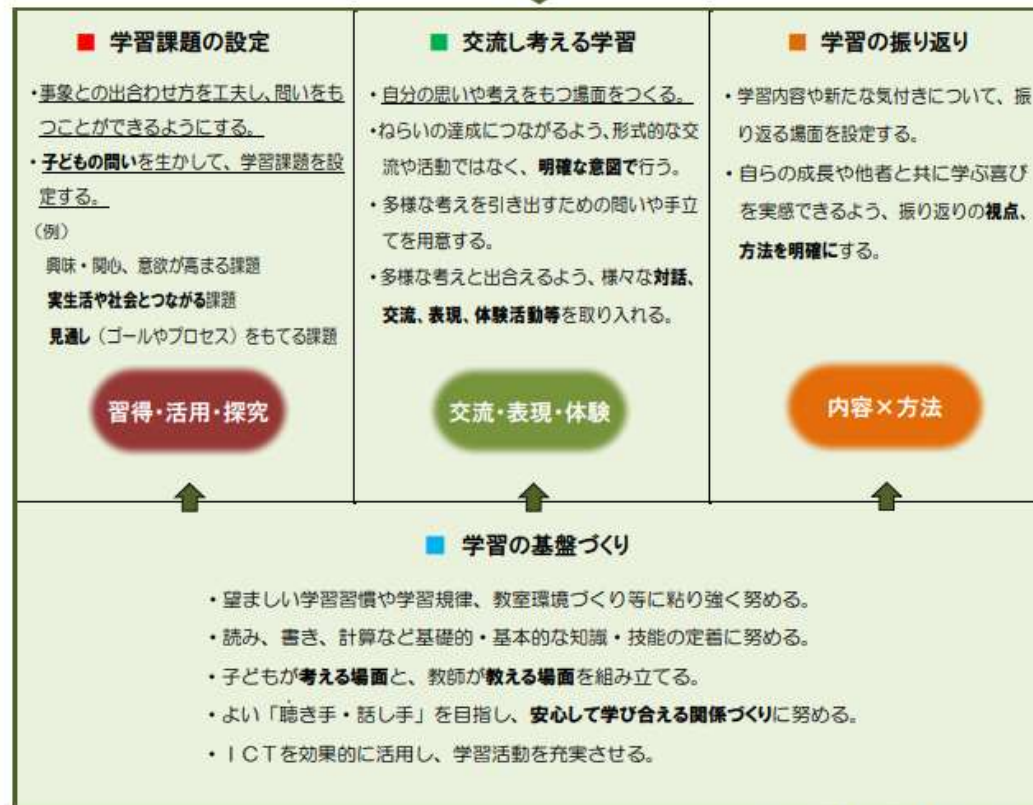 ■ 学習課題の設定
・事象との出合わせ方を工夫し、問いをも
つことができるようにする。
・子どもの問いを生かして、学習課題を設
定する。
（例）
興味・関心、意欲が高まる課題
実生活や社会とつながる課題
見通し（ゴールやプロセス）をもてる課題
習得・活用・探究
■ 交流し考える学習
・自分の思いや考えをもつ場面をつくる。
・ねらいの達成につながるよう、形式的な交
流や活動ではなく、明確な意図で行う。
・多様な考えを引き出すための問いや手立
てを用意する。
・多様な考えと出合えるよう、様々な対話、
交流、表現、体験活動等を取り入れる。
交流・表現・体験
■ 学習の振り返り
・学習内容や新たな気付きについて、振
り返る場面を設定する。
・自らの成長や他者と共に学ぶ喜び
を実感できるよう、振り返りの視点、
方法を明確にする。
内容×方法
■ 学習の基盤づくり
・望ましい学習習慣や学習規律、教室環境づくり等に粘り強く努める。
・読み、書き、計算など基礎的・基本的な知識・技能の定着に努める。
・子どもが考える場面と、教師が教える場面を組み立てる。
・よい「聴き手・話し手」を目指し、安心して学び合える関係づくりに努める。
・ＩＣＴを効果的に活用し、学習活動を充実させる。